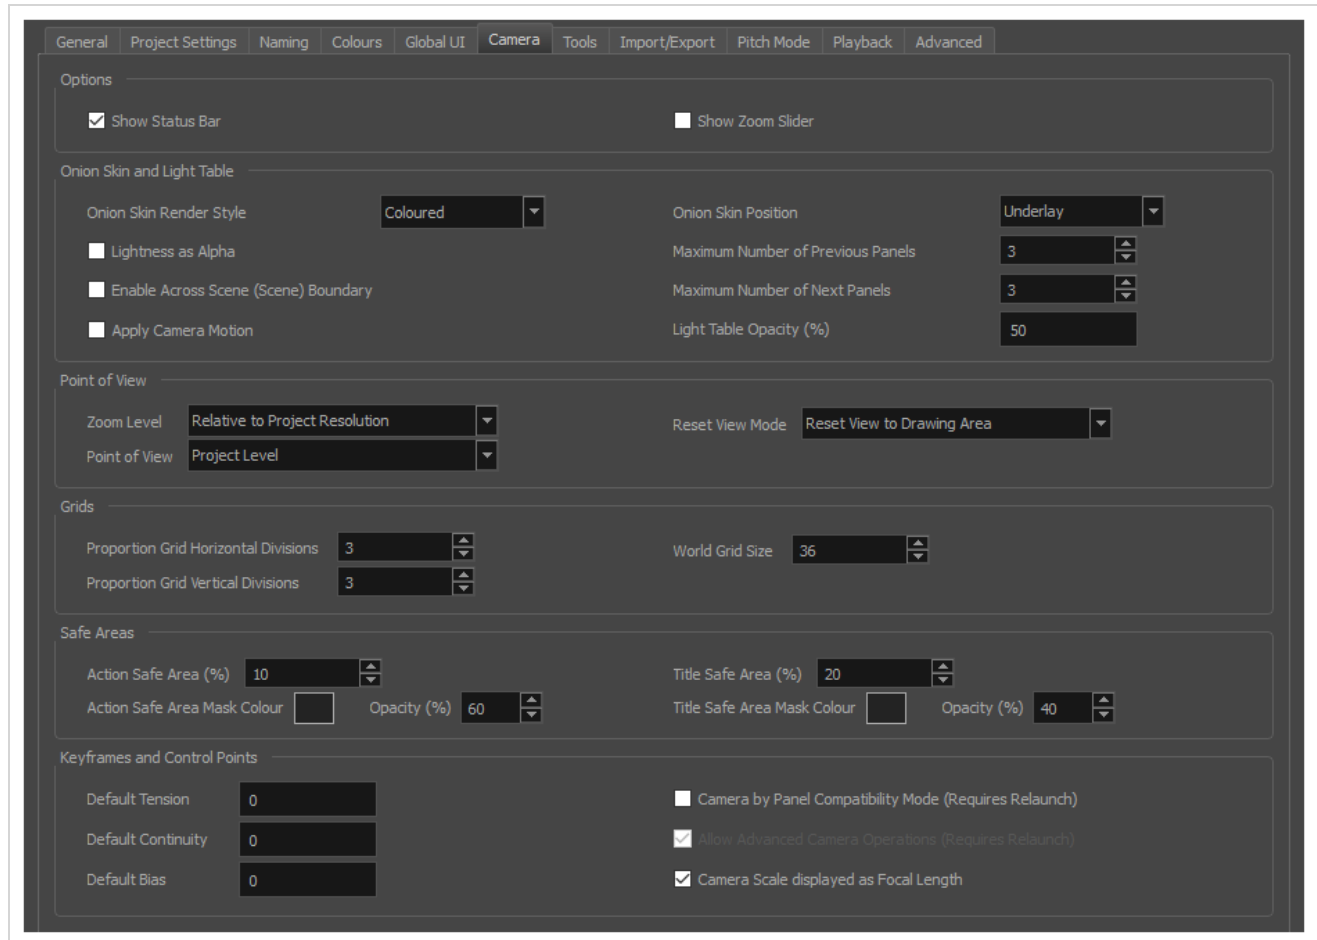 General Project Settings Naming Colours Global UI Camera Tools Import/Export Pitch Mode Playback Advanced
Options
Show Status Bar Show Zoom Slider
Onion Skin and Light Table
Onion Skin Render Style Coloured Onion Skin Position Underlay
Lightness as Alpha Maximum Number of Previous Panels 3
Enable Across Scene (Scene) Boundary Maximum Number of Next Panels 3
Apply Camera Motion Light Table Opacity (%) 50
Point of View
Zoom Level Relative to Project Resolution Reset View Mode Reset View to Drawing Area
Point of View Project Level
Grids
Proportion Grid Horizontal Divisions 3 World Grid Size 36
Proportion Grid Vertical Divisions 3
Safe Areas
Action Safe Area (%) 10 Title Safe Area (%) 20
Action Safe Area Mask Colour Opacity (%) 60 Title Safe Area Mask Colour Opacity (%) 40
Keyframes and Control Points
Default Tension 0 Camera by Panel Compatibility Mode (Requires Relaunch)
Default Continuity 0 Allow Advanced Camera Operations (Requires Relaunch)
Default Bias 0 Camera Scale displayed as Focal Length